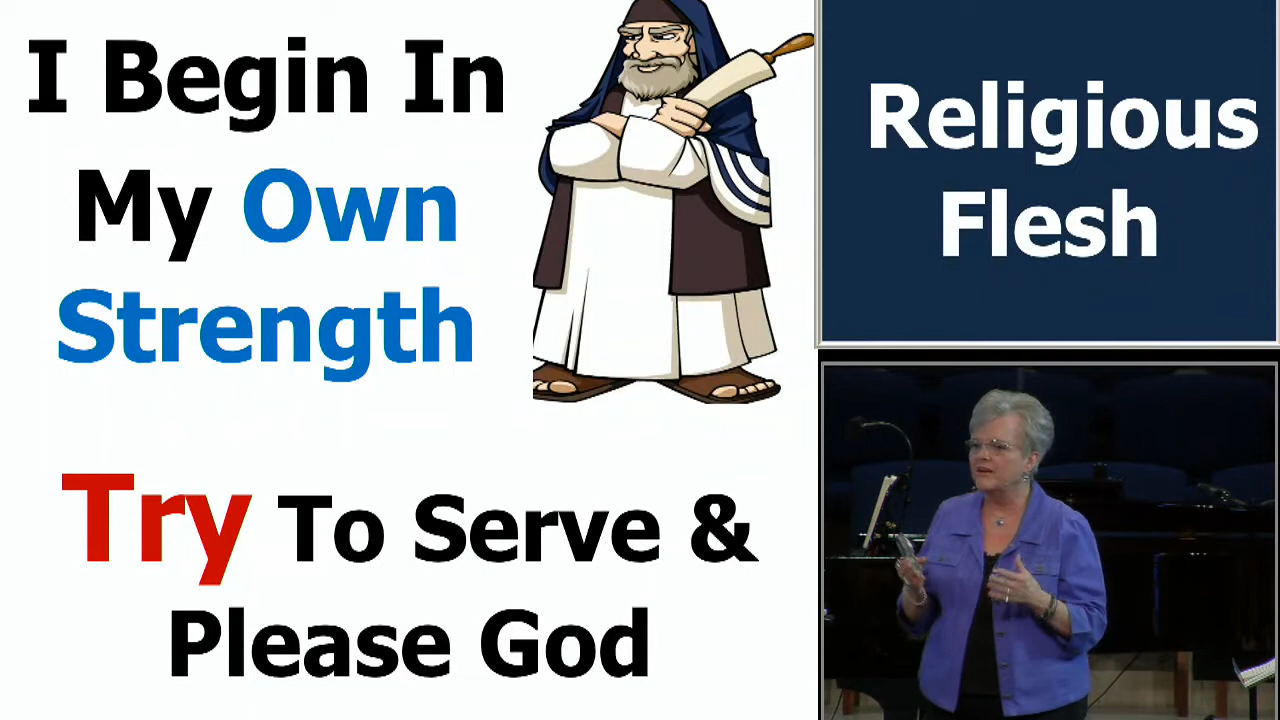 I Begin In
My Own
Strength
Try To Serve &
Please God
Religious
Flesh